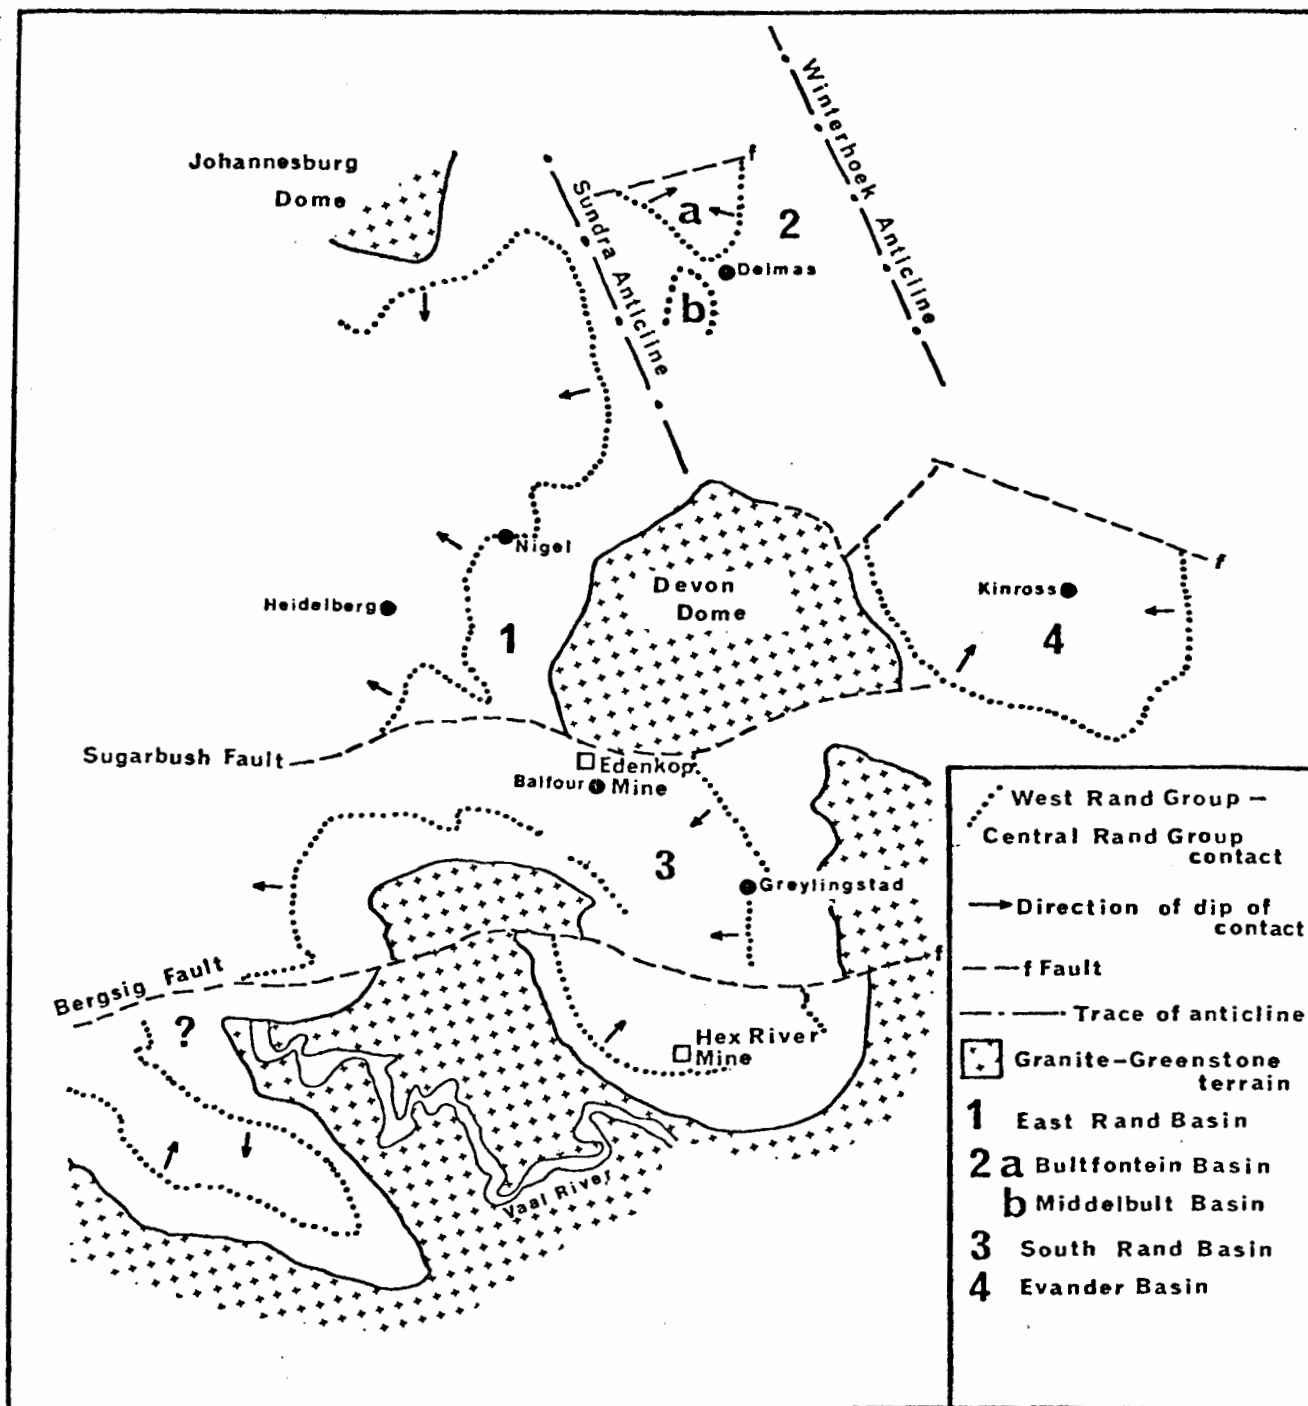 Johannesburg
Dome
Winterhoek Anticline
Sundra Anticline
f
a
2
Delmas
b
Nigel
Heidelberg
1
Devon
Dome
Kinross
4
f
Sugarbush Fault
Edenkop
Balfour Mine
3
Greylingstad
Bergsig Fault
f
?
Hex River
Mine
Vaal River
West Rand Group –
Central Rand Group
contact
Direction of dip of
contact
f Fault
Trace of anticline
Granite–Greenstone
terrain
1 East Rand Basin
2 a Bultfontein Basin
b Middelbult Basin
3 South Rand Basin
4 Evander Basin